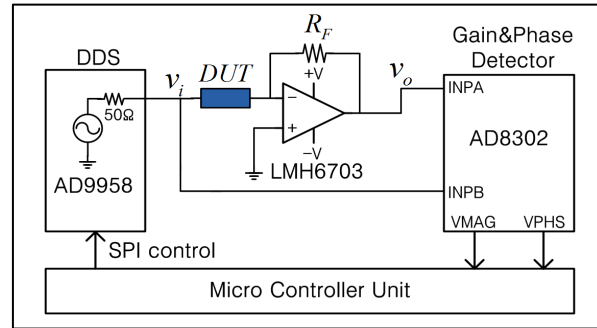 DDS
50Ω
AD9958
v_i
DUT
R_F
+V
−
+
−V
LMH6703
v_o
Gain&Phase
Detector
INPA
AD8302
INPB
VMAG VPHS
SPI control
Micro Controller Unit